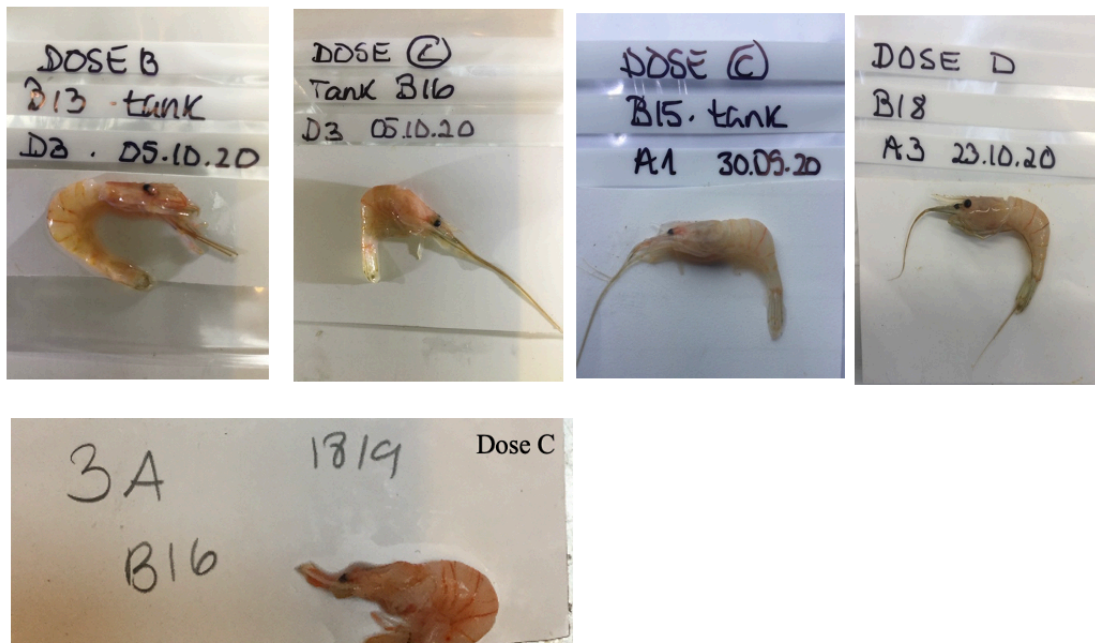 DOSE B
B13 . tank
D3 . 05.10.20
DOSE C
Tank B16
D3 05.10.20
DOSE C
B15. tank
A1 30.09.20
DOSE D
B18
A3 23.10.20
3A
18/9
Dose C
B16